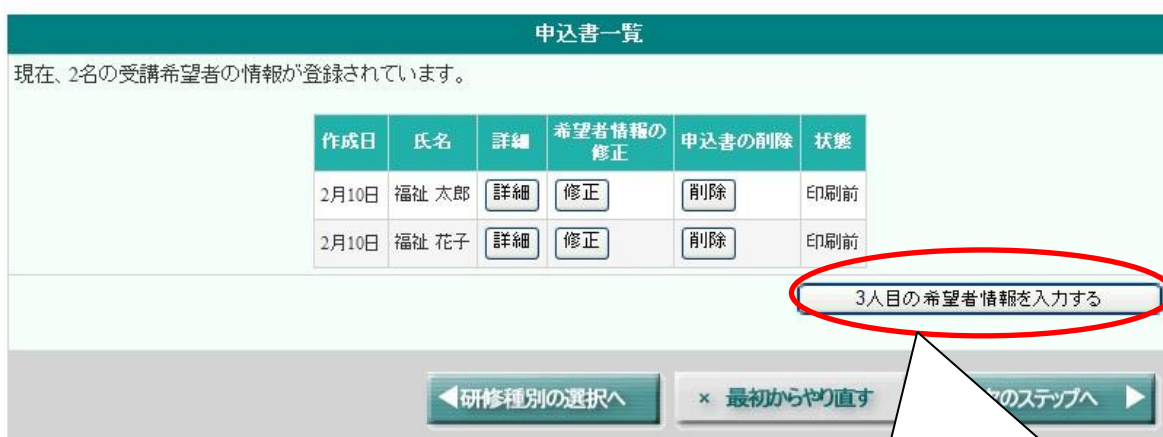 申込書一覧
現在、2名の受講希望者の情報が登録されています。
作成日 氏名 詳細 希望者情報の修正 申込書の削除 状態
2月10日 福祉 太郎 詳細 修正 削除 印刷前
2月10日 福祉 花子 詳細 修正 削除 印刷前
3人目の希望者情報を入力する
◀研修種別の選択へ × 最初からやり直す のステップへ ▶